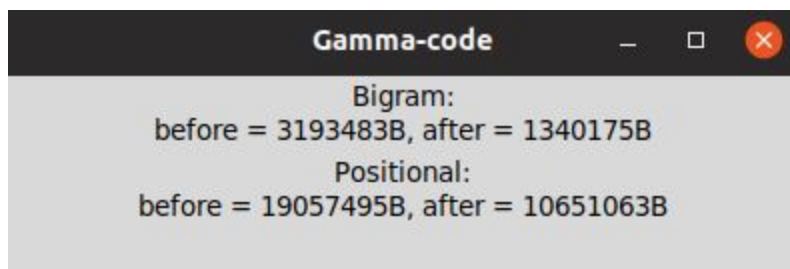 Gamma-code
Bigram:
before = 3193483B, after = 1340175B
Positional:
before = 19057495B, after = 10651063B